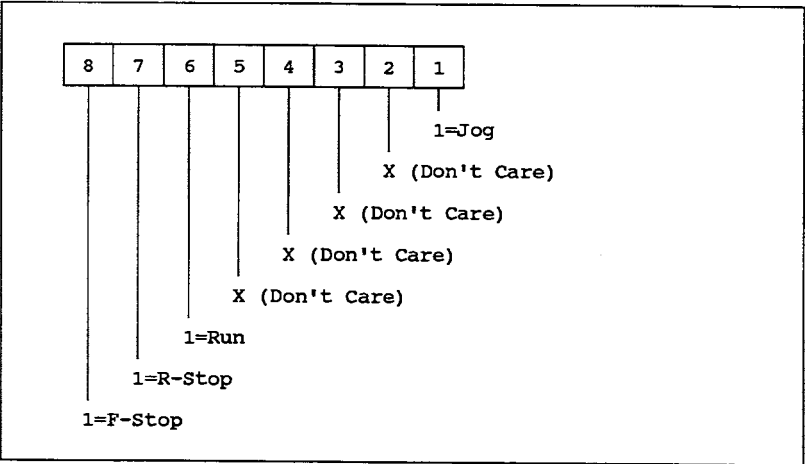 8 7 6 5 4 3 2 1
1=Jog
X (Don't Care)
X (Don't Care)
X (Don't Care)
X (Don't Care)
1=Run
1=R-Stop
1=F-Stop